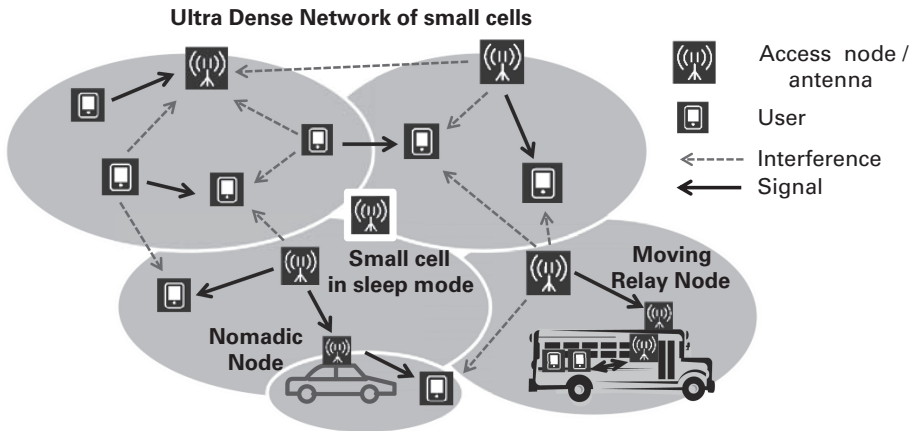 Ultra Dense Network of small cells
Access node /
antenna
User
Interference
Signal
Small cell
in sleep mode
Moving
Relay Node
Nomadic
Node